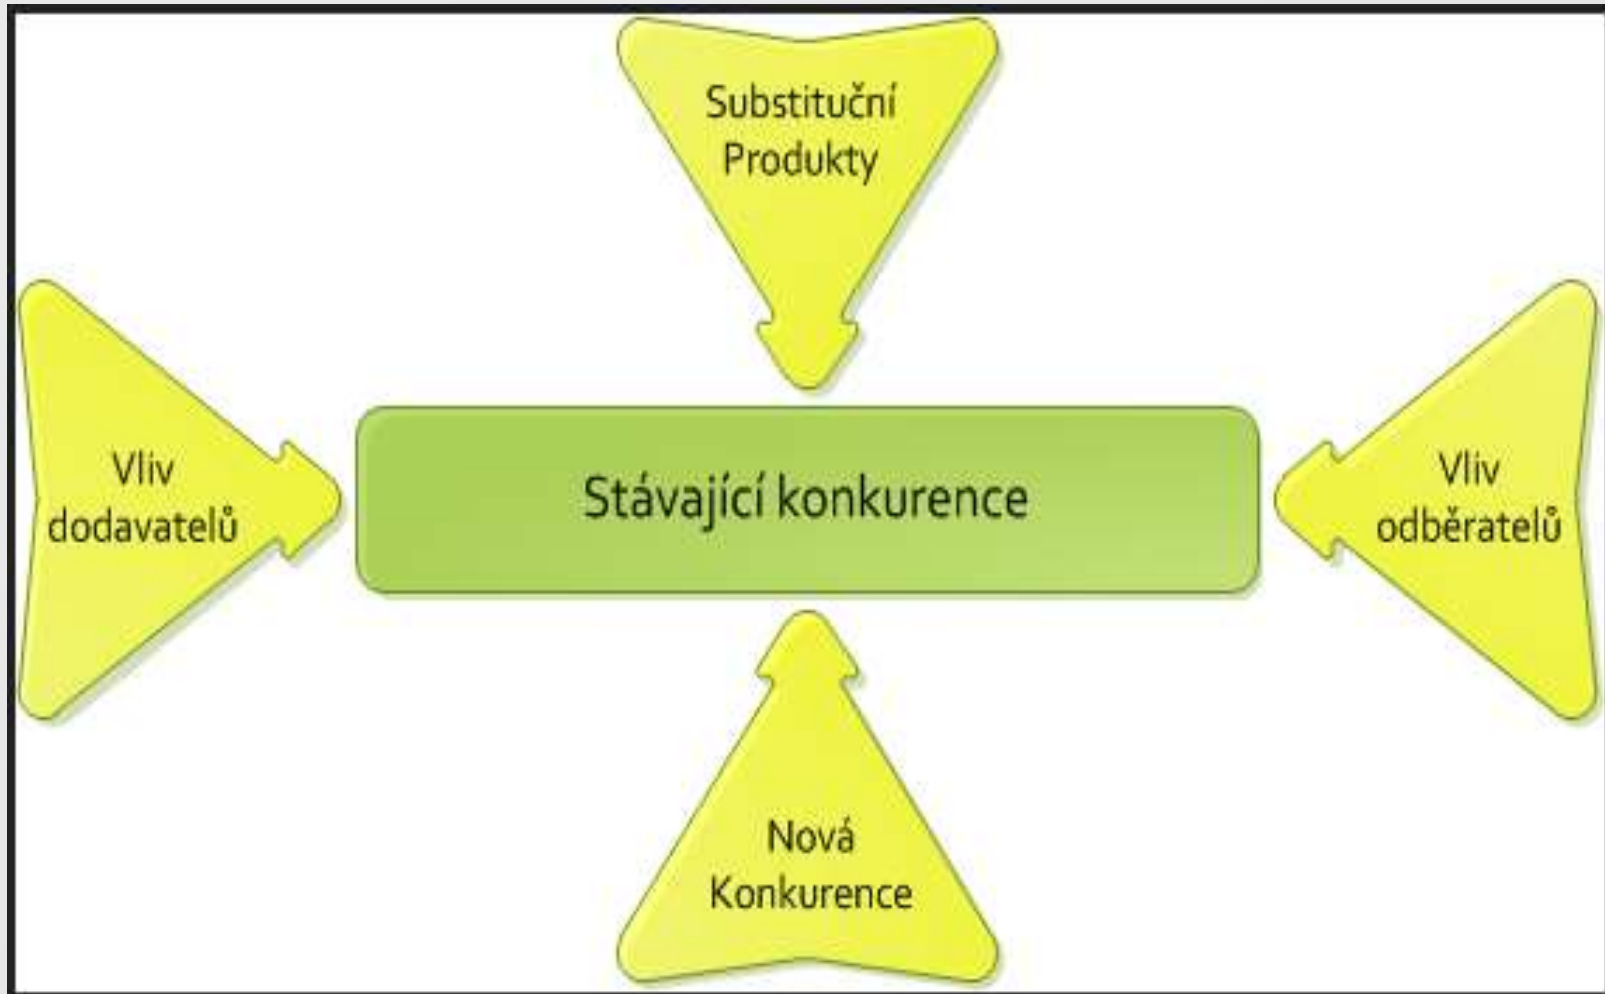 Substituční
Produkty
Vliv
dodavatelů
Stávající konkurence
Vliv
odběratelů
Nová
Konkurence